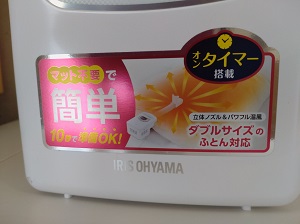 オンタイマー
搭載
マット不要で
簡単
10秒で準備OK!
立体ノズル&パワフル温風
ダブルサイズの
ふとん対応
IRIS OHYAMA